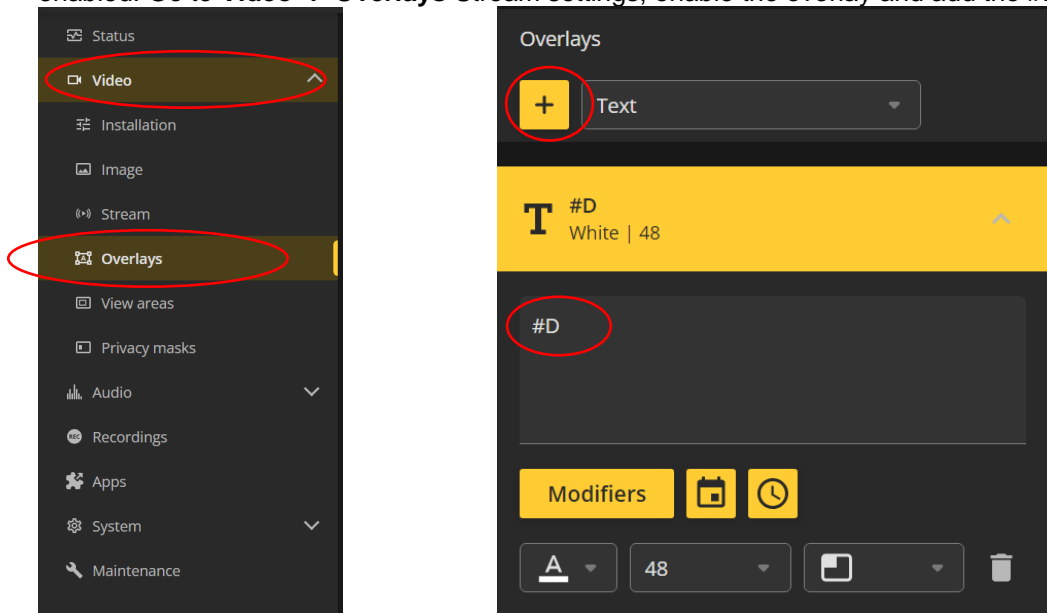 Status
Video
Installation
Image
Stream
Overlays
View areas
Privacy masks
Audio
Recordings
Apps
System
Maintenance
Overlays
+ Text
T #D
White | 48
#D
Modifiers
A 48